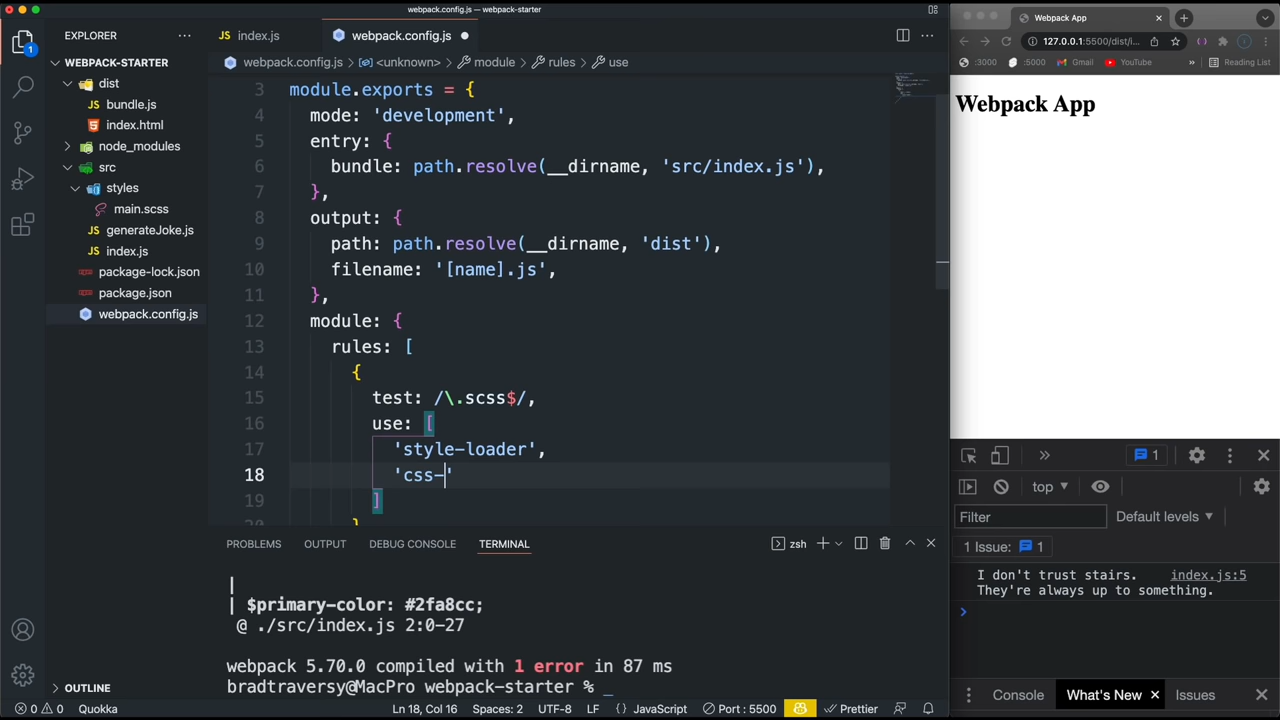 webpack.config.js — webpack-starter
EXPLORER
WEBPACK-STARTER
dist
bundle.js
index.html
node_modules
src
styles
main.scss
generateJoke.js
index.js
package-lock.json
package.json
webpack.config.js
OUTLINE
1
index.js
webpack.config.js
webpack.config.js > <unknown> > module > rules > use
3 module.exports = {
4 mode: 'development',
5 entry: {
6 bundle: path.resolve(__dirname, 'src/index.js'),
7 },
8 output: {
9 path: path.resolve(__dirname, 'dist'),
10 filename: '[name].js',
11 },
12 module: {
13 rules: [
14 {
15 test: /\.scss$/,
16 use: [
17 'style-loader',
18 'css-'
19 ]
20 }
PROBLEMS OUTPUT DEBUG CONSOLE TERMINAL
zsh
|
| $primary-color: #2fa8cc;
@ ./src/index.js 2:0-27
webpack 5.70.0 compiled with 1 error in 87 ms
bradtraversy@MacPro webpack-starter %
0 0 Quokka Ln 18, Col 16 Spaces: 2 UTF-8 LF {} JavaScript Port : 5500 Prettier
Webpack App
127.0.0.1:5500/dist/i...
:3000 :5000 Gmail YouTube » Reading List
Webpack App
1
top
Filter
Default levels
1 Issue: 1
I don't trust stairs. index.js:5
They're always up to something.
Console What's New Issues